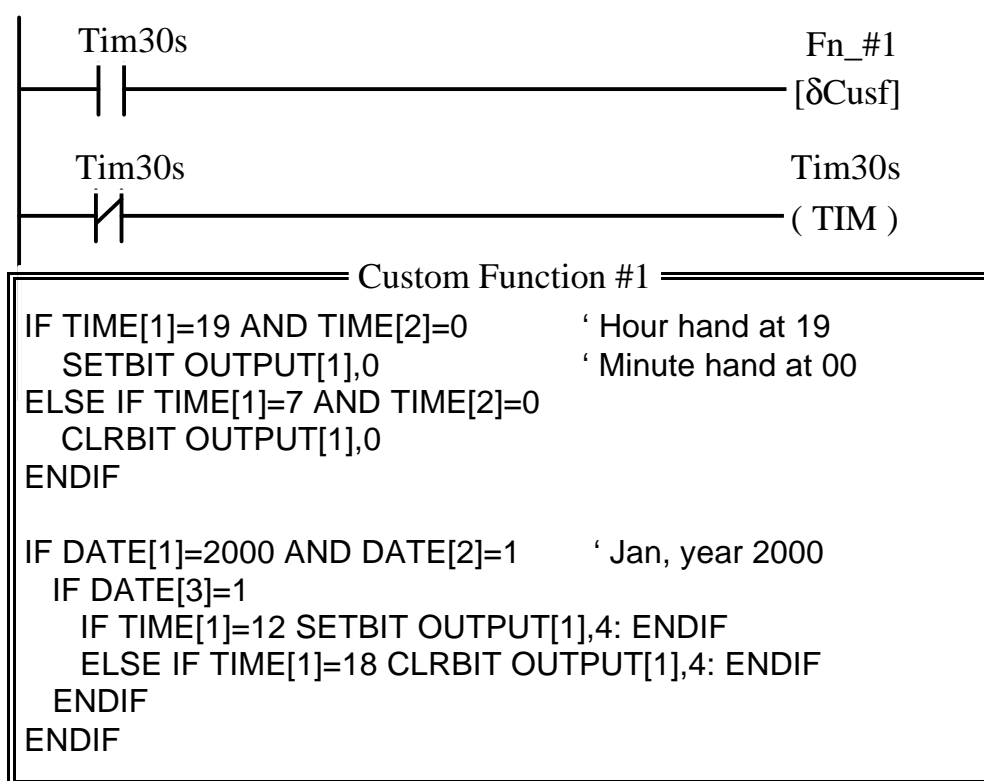 Tim30s Fn_#1
[δCusf]
Tim30s Tim30s
( TIM )
Custom Function #1
IF TIME[1]=19 AND TIME[2]=0 ‘ Hour hand at 19
SETBIT OUTPUT[1],0 ‘ Minute hand at 00
ELSE IF TIME[1]=7 AND TIME[2]=0
CLRBIT OUTPUT[1],0
ENDIF
IF DATE[1]=2000 AND DATE[2]=1 ‘ Jan, year 2000
IF DATE[3]=1
IF TIME[1]=12 SETBIT OUTPUT[1],4: ENDIF
ELSE IF TIME[1]=18 CLRBIT OUTPUT[1],4: ENDIF
ENDIF
ENDIF